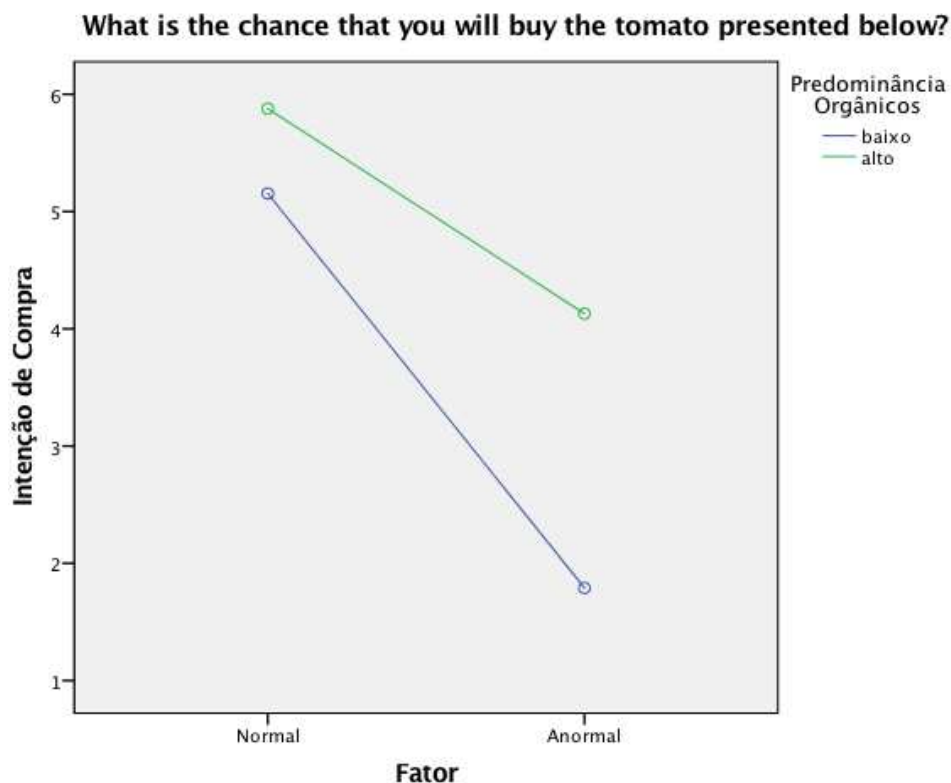 What is the chance that you will buy the tomato presented below?
Predominância
Orgânicos
baixo
alto
Intenção de Compra
6
5
4
3
2
1
Normal
Anormal
Fator